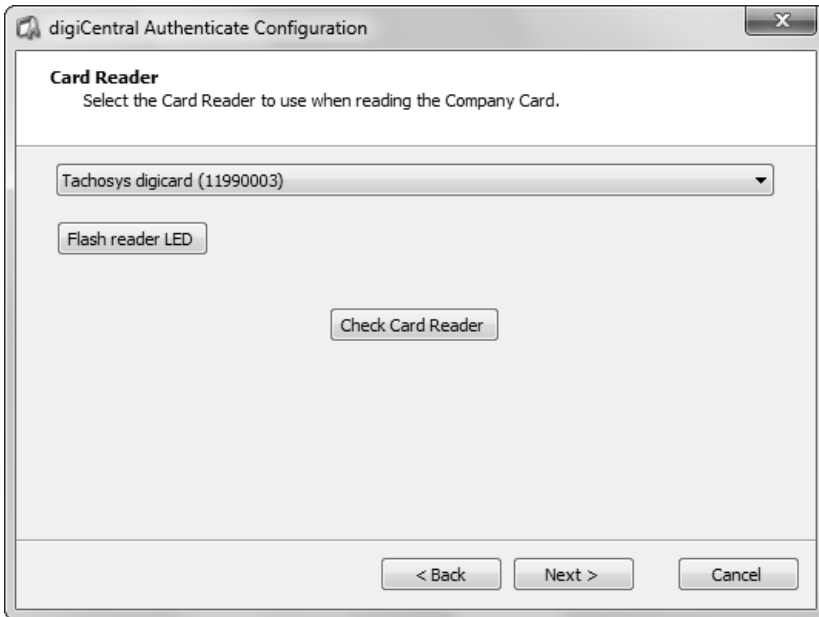 digiCentral Authenticate Configuration
Card Reader
Select the Card Reader to use when reading the Company Card.
Tachosys digicard (11990003)
Flash reader LED
Check Card Reader
< Back Next > Cancel